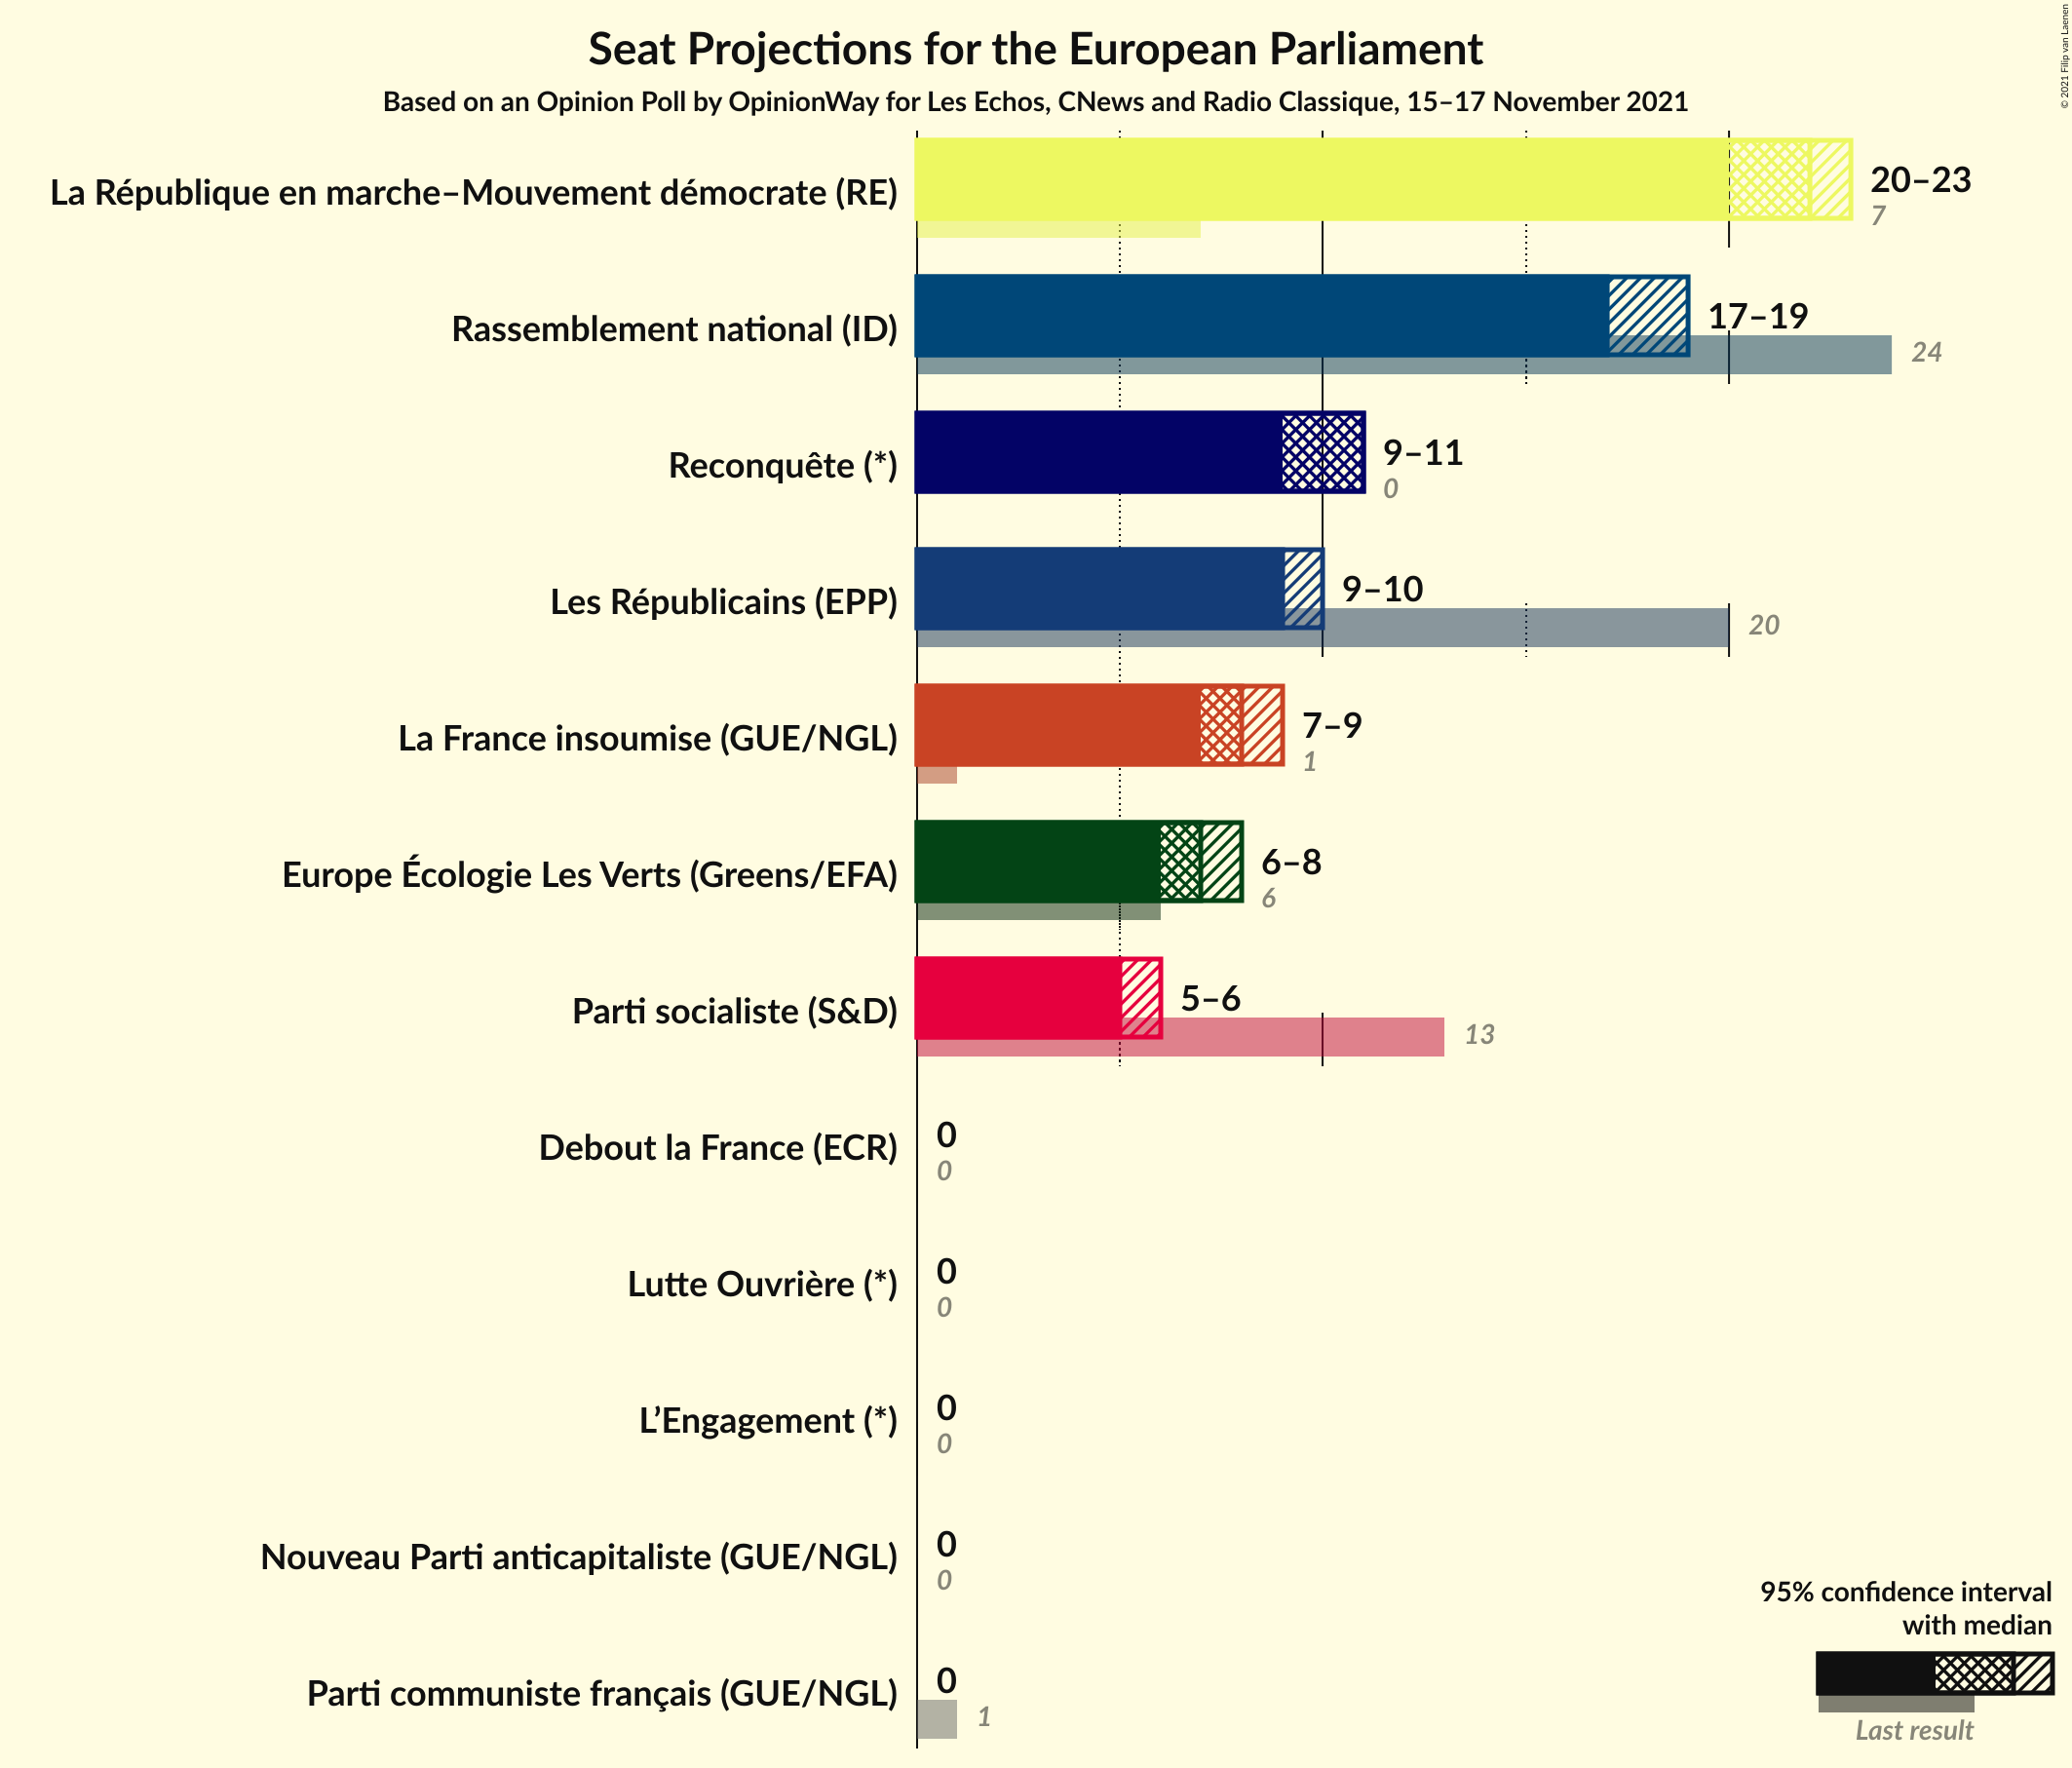 Seat Projections for the European Parliament
Based on an Opinion Poll by OpinionWay for Les Echos, CNews and Radio Classique, 15–17 November 2021
© 2021 Filip van Laenen
La République en marche–Mouvement démocrate (RE)
20–23
7
Rassemblement national (ID)
17–19
24
Reconquête (*)
9–11
0
Les Républicains (EPP)
9–10
20
La France insoumise (GUE/NGL)
7–9
1
Europe Écologie Les Verts (Greens/EFA)
6–8
6
Parti socialiste (S&D)
5–6
13
Debout la France (ECR)
0
0
Lutte Ouvrière (*)
0
0
L’Engagement (*)
0
0
Nouveau Parti anticapitaliste (GUE/NGL)
0
0
Parti communiste français (GUE/NGL)
0
1
95% confidence interval
with median
Last result